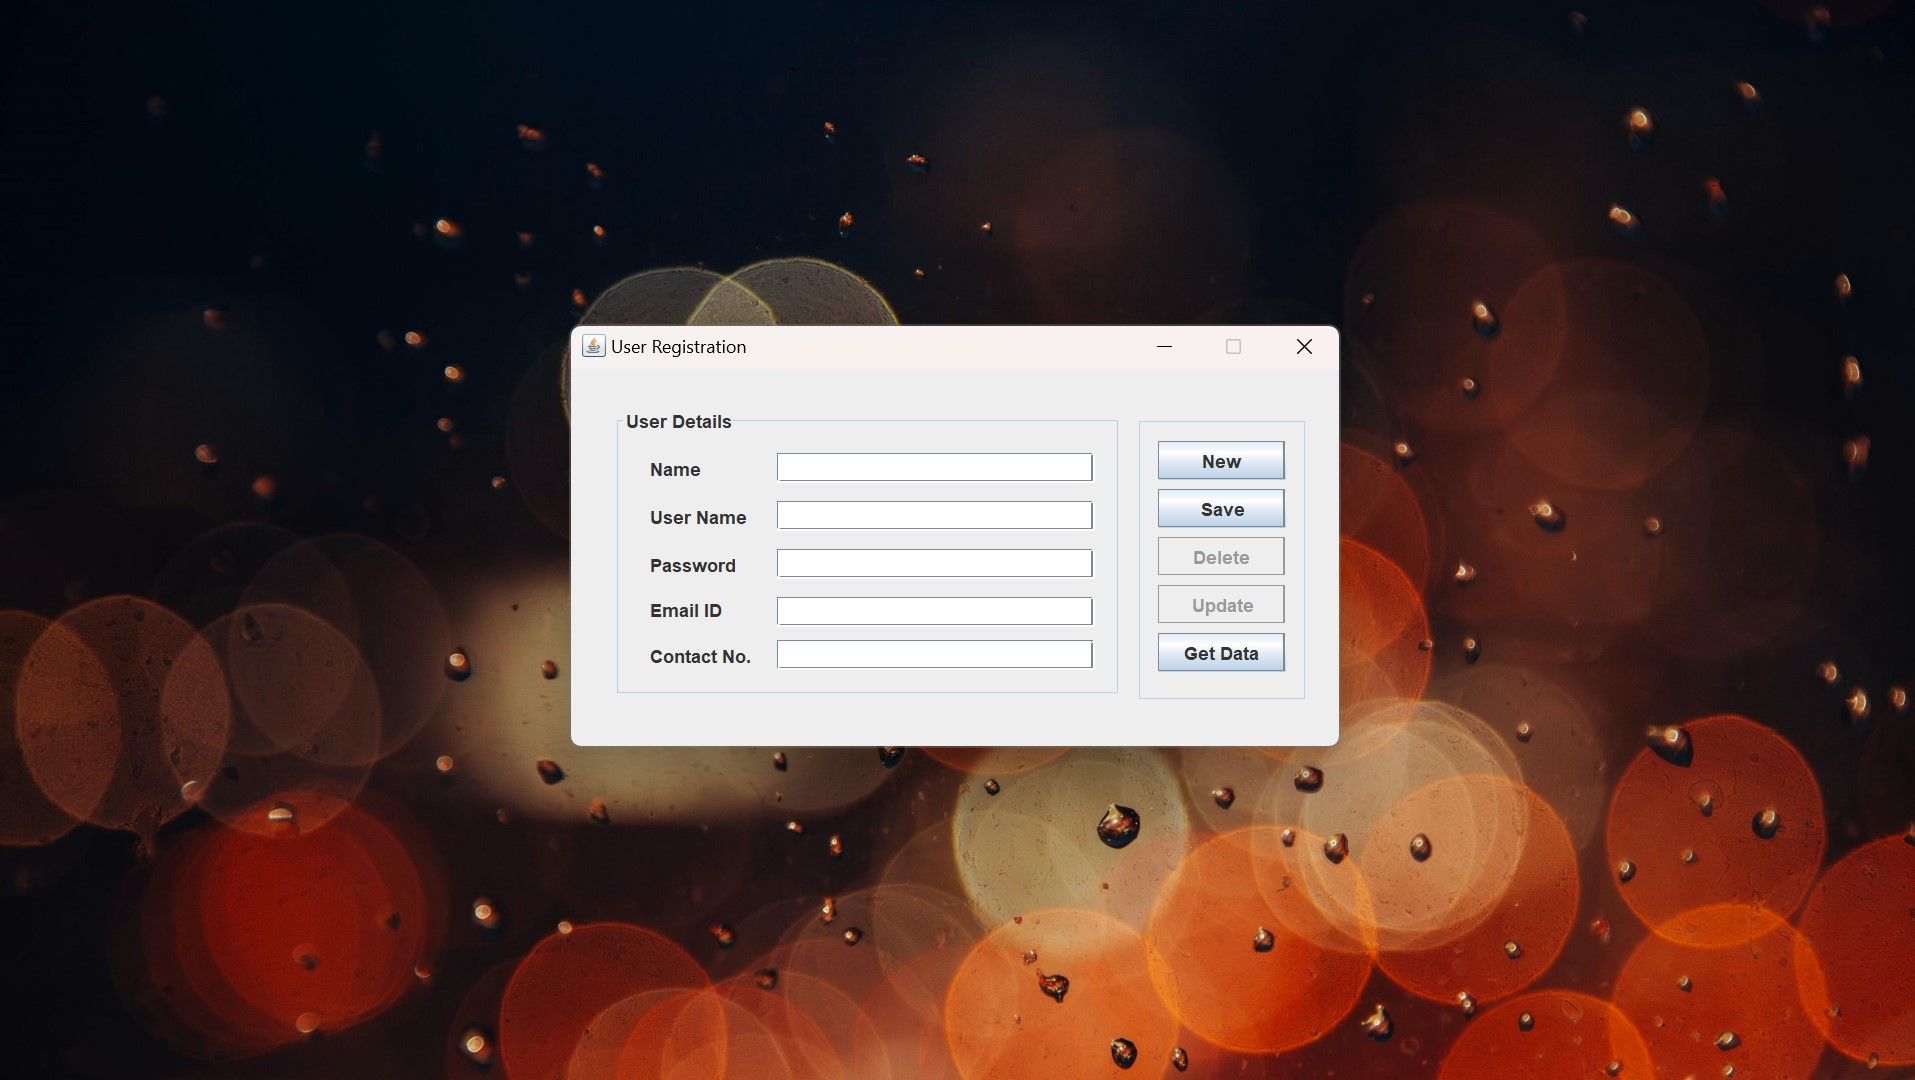 User Registration
User Details
Name
User Name
Password
Email ID
Contact No.
New
Save
Delete
Update
Get Data